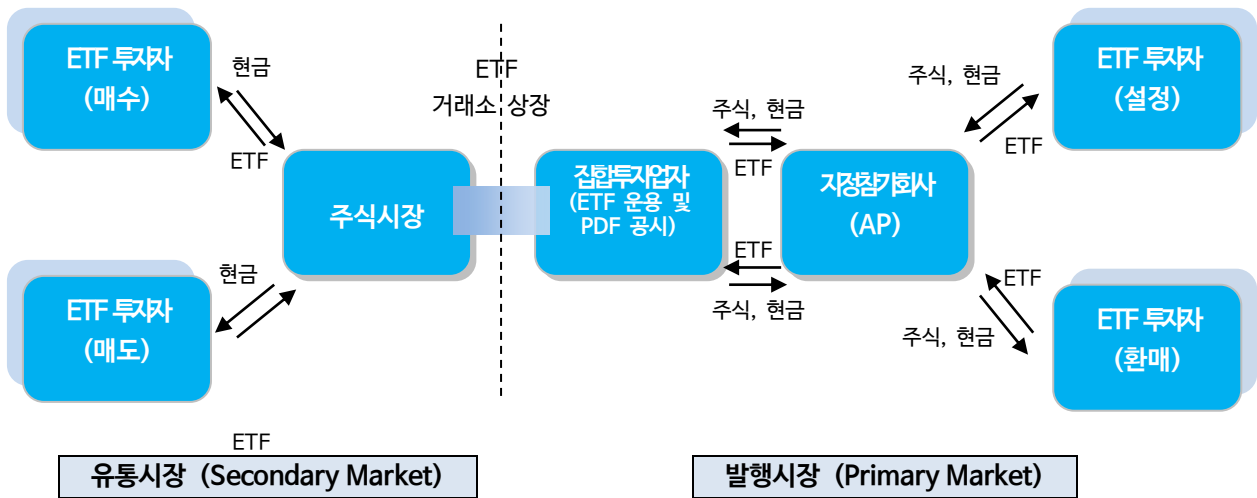 ETF 투자자
(매수)
현금
ETF
ETF
거래소 상장
주식시장
ETF 투자자
(매도)
현금
ETF
유통시장 (Secondary Market)
주식, 현금
ETF
집합투자업자
(ETF 운용 및
PDF 공시)
지정참가회사
(AP)
ETF
주식, 현금
주식, 현금
ETF
ETF 투자자
(설정)
ETF
주식, 현금
ETF 투자자
(환매)
발행시장 (Primary Market)